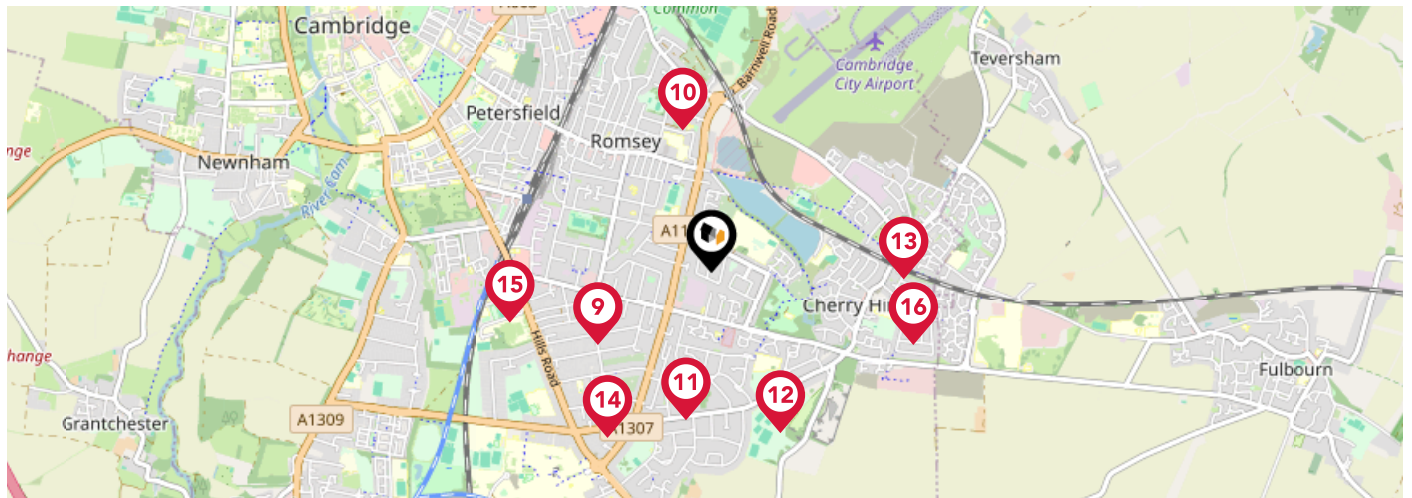 Cambridge
Common
Barnwell Road
Cambridge
City Airport
Teversham
10
Petersfield
Romsey
nge
Newnham
River Cam
A11
13
15
9
16
Cherry Hi
Hills Road
hange
11
12
14
Fulbourn
Grantchester
A1309
A1307